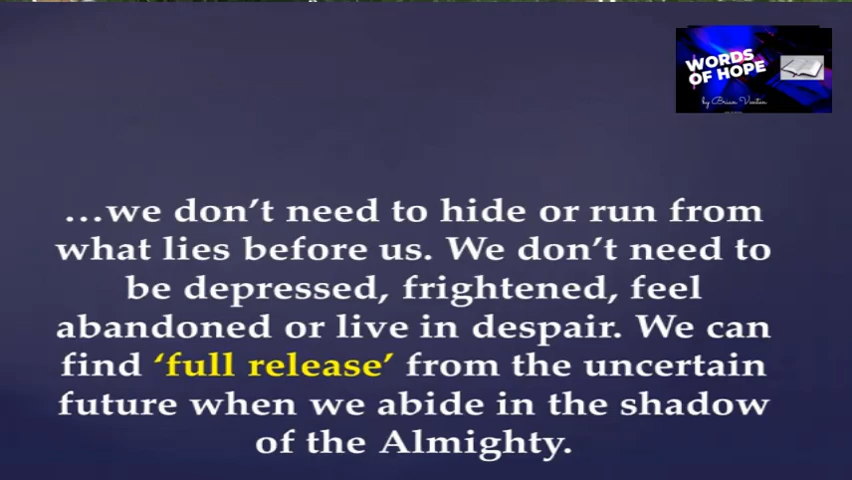 WORDS
OF HOPE
…we don’t need to hide or run from
what lies before us. We don’t need to
be depressed, frightened, feel
abandoned or live in despair. We can
find ‘full release’ from the uncertain
future when we abide in the shadow
of the Almighty.